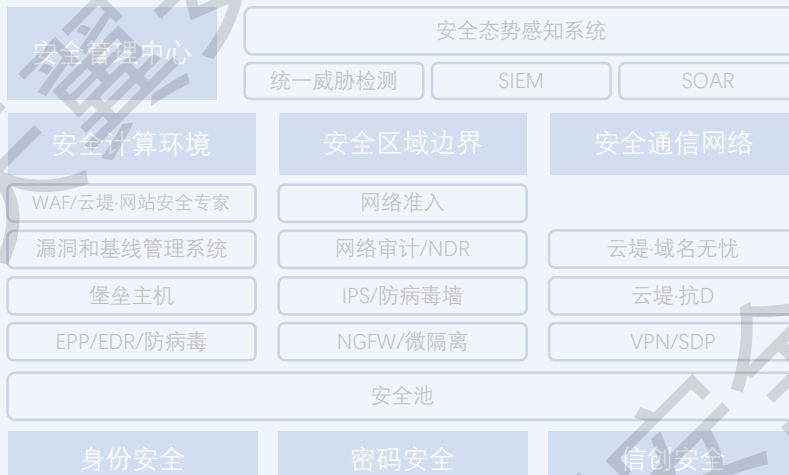 安全管理中心
安全态势感知系统
统一威胁检测 SIEM SOAR
安全计算环境 安全区域边界 安全通信网络
WAF/云堤·网站安全专家 网络准入
漏洞和基线管理系统 网络审计/NDR 云堤·域名无忧
堡垒主机 IPS/防病毒墙 云堤·抗D
EPP/EDR/防病毒 NGFW/微隔离 VPN/SDP
安全池
身份安全 密码安全 信创安全